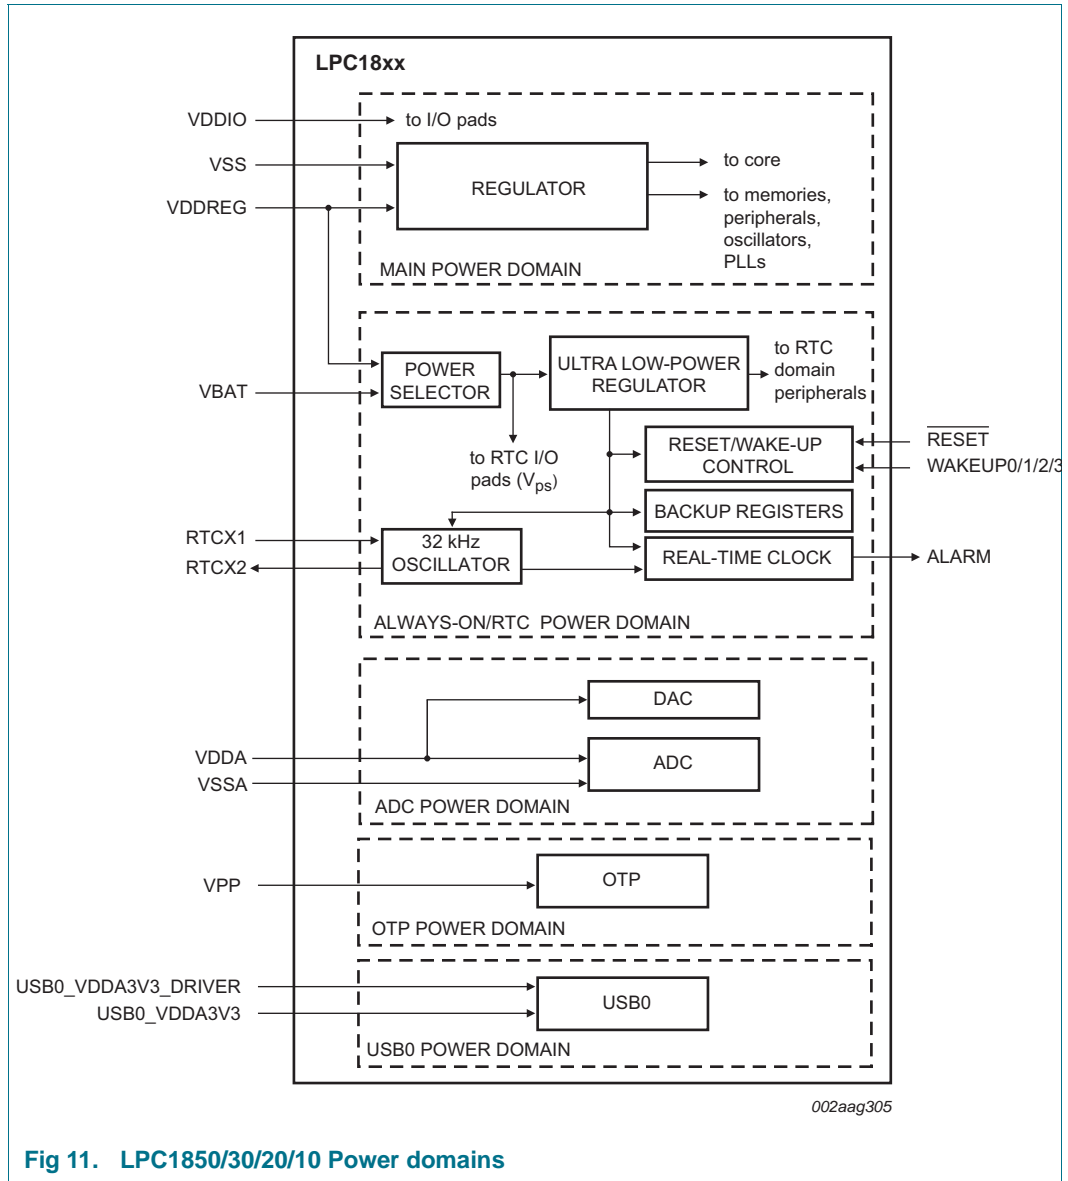 LPC18xx
VDDIO
to I/O pads
VSS
REGULATOR
to core
VDDREG
to memories,
peripherals,
oscillators,
PLLs
MAIN POWER DOMAIN
POWER
SELECTOR
ULTRA LOW-POWER
REGULATOR
to RTC
domain
peripherals
VBAT
to RTC I/O
pads (Vps)
RESET/WAKE-UP
CONTROL
RESET
WAKEUP0/1/2/3
BACKUP REGISTERS
RTCX1
RTCX2
32 kHz
OSCILLATOR
REAL-TIME CLOCK
ALARM
ALWAYS-ON/RTC POWER DOMAIN
DAC
VDDA
VSSA
ADC
ADC POWER DOMAIN
VPP
OTP
OTP POWER DOMAIN
USB0_VDDA3V3_DRIVER
USB0_VDDA3V3
USB0
USB0 POWER DOMAIN
002aag305
Fig 11. LPC1850/30/20/10 Power domains